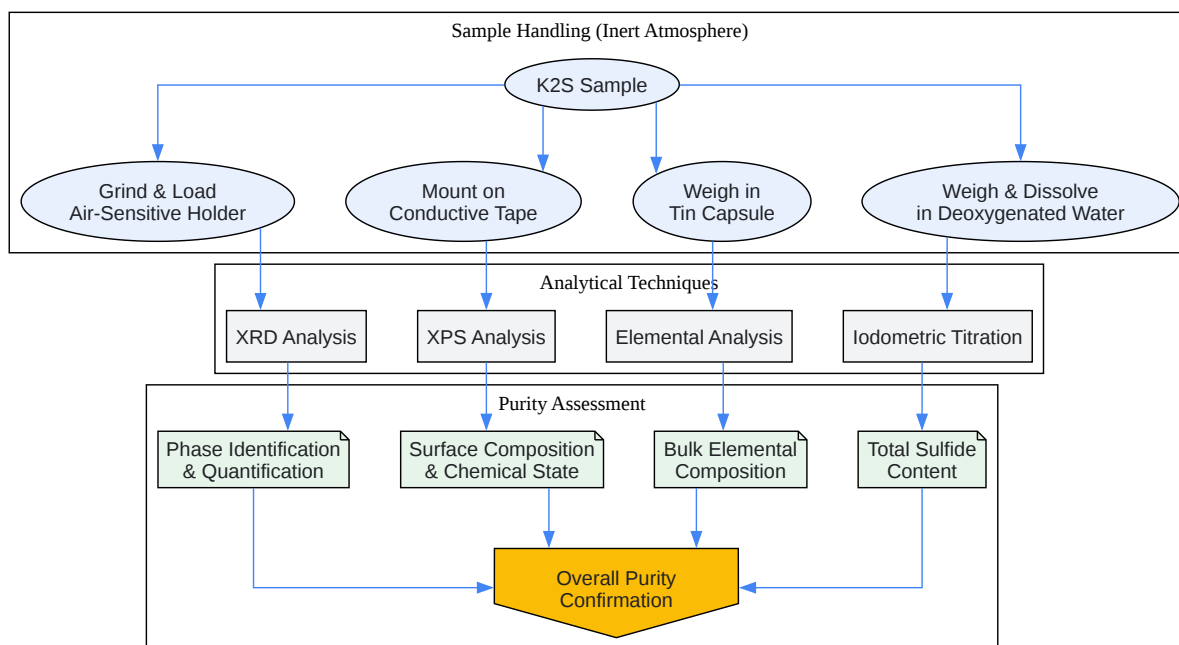 Sample Handling (Inert Atmosphere)
K2S Sample
Grind & Load
Air-Sensitive Holder
Mount on
Conductive Tape
Weigh in
Tin Capsule
Weigh & Dissolve
in Deoxygenated Water
Analytical Techniques
XRD Analysis
XPS Analysis
Elemental Analysis
Iodometric Titration
Purity Assessment
Phase Identification
& Quantification
Surface Composition
& Chemical State
Bulk Elemental
Composition
Total Sulfide
Content
Overall Purity
Confirmation